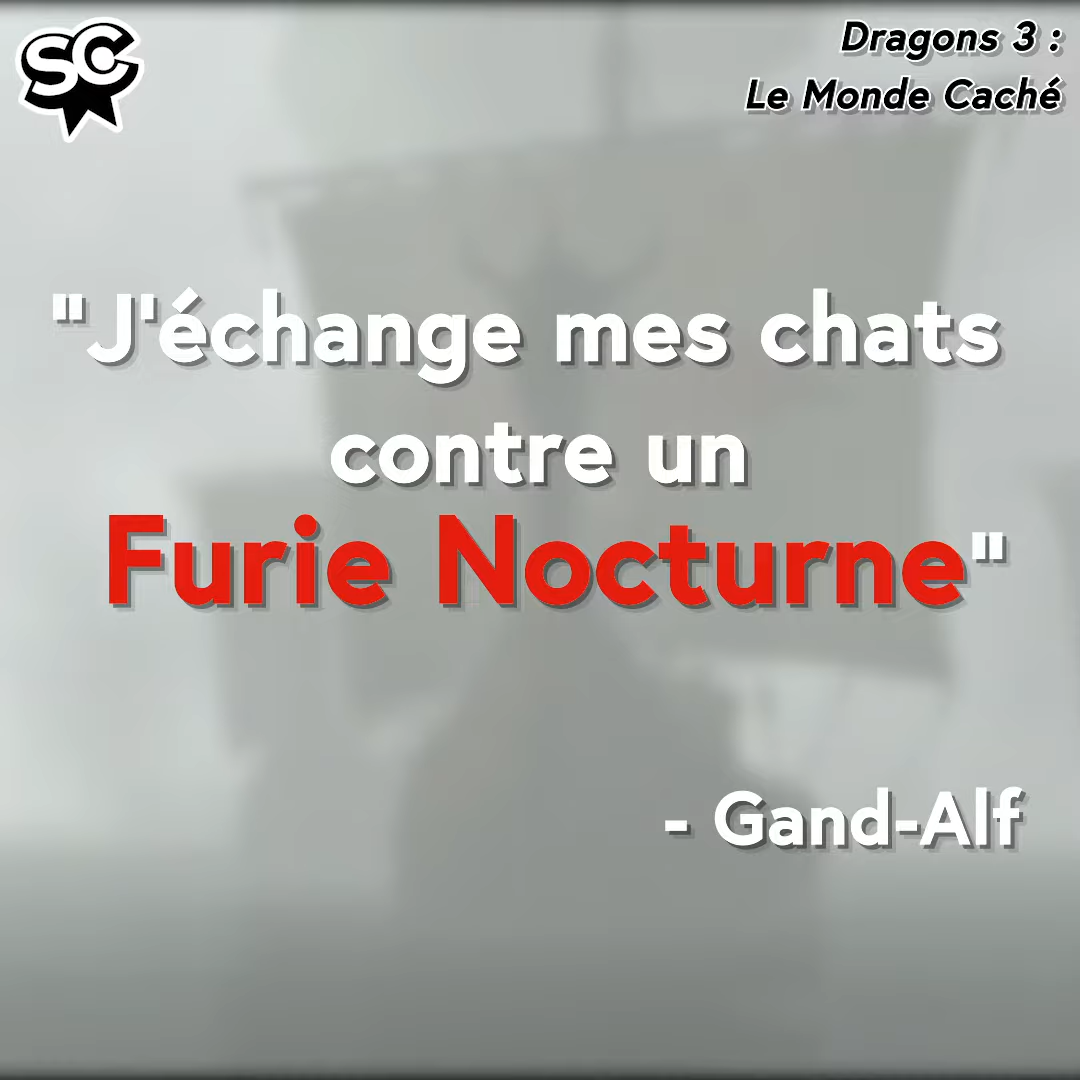 SC
Dragons 3 :
Le Monde Caché
"J'échange mes chats
contre un
Furie Nocturne"
- Gand-Alf